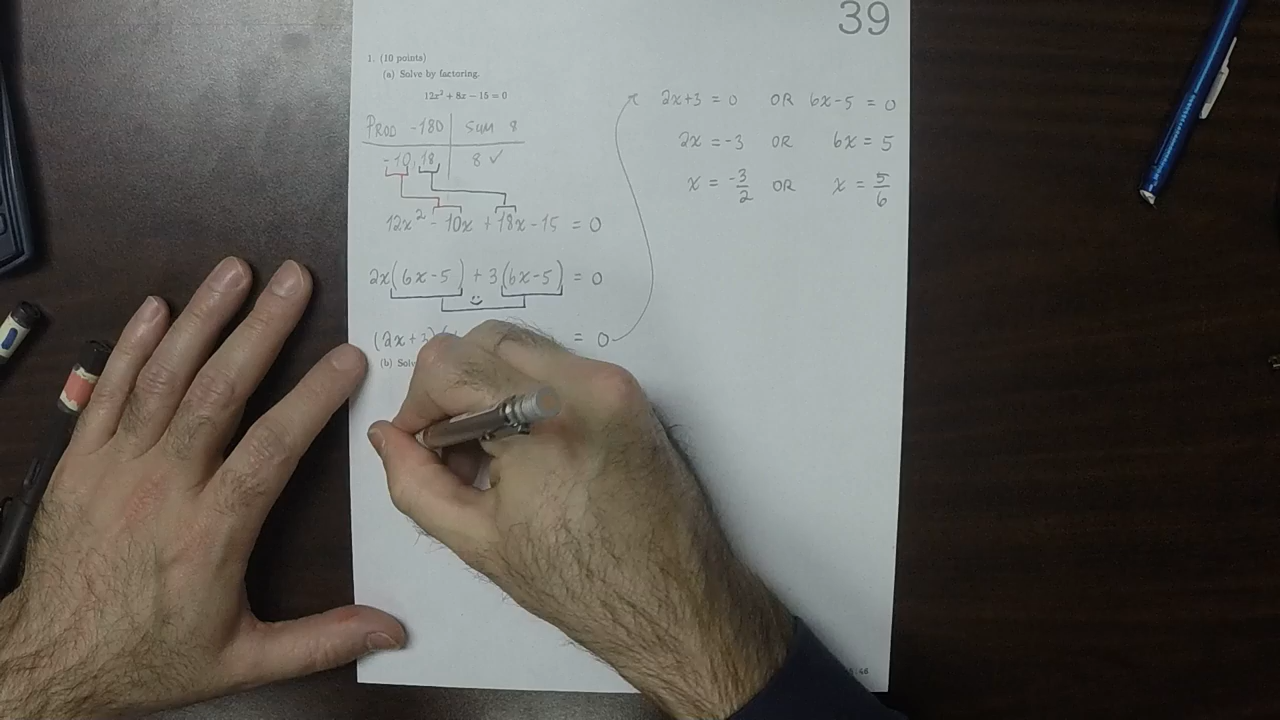 39
1. (10 points)
(a) Solve by factoring.
12x² + 8x − 15 = 0
PROD -180 | SUM 8
-10, 18 | 8 ✓
12x² - 10x + 18x - 15 = 0
2x(6x-5) + 3(6x-5) = 0
(2x+3)( = 0
(b)
2x+3 = 0 OR 6x-5 = 0
2x = -3 OR 6x = 5
x = -3/2 OR x = 5/6